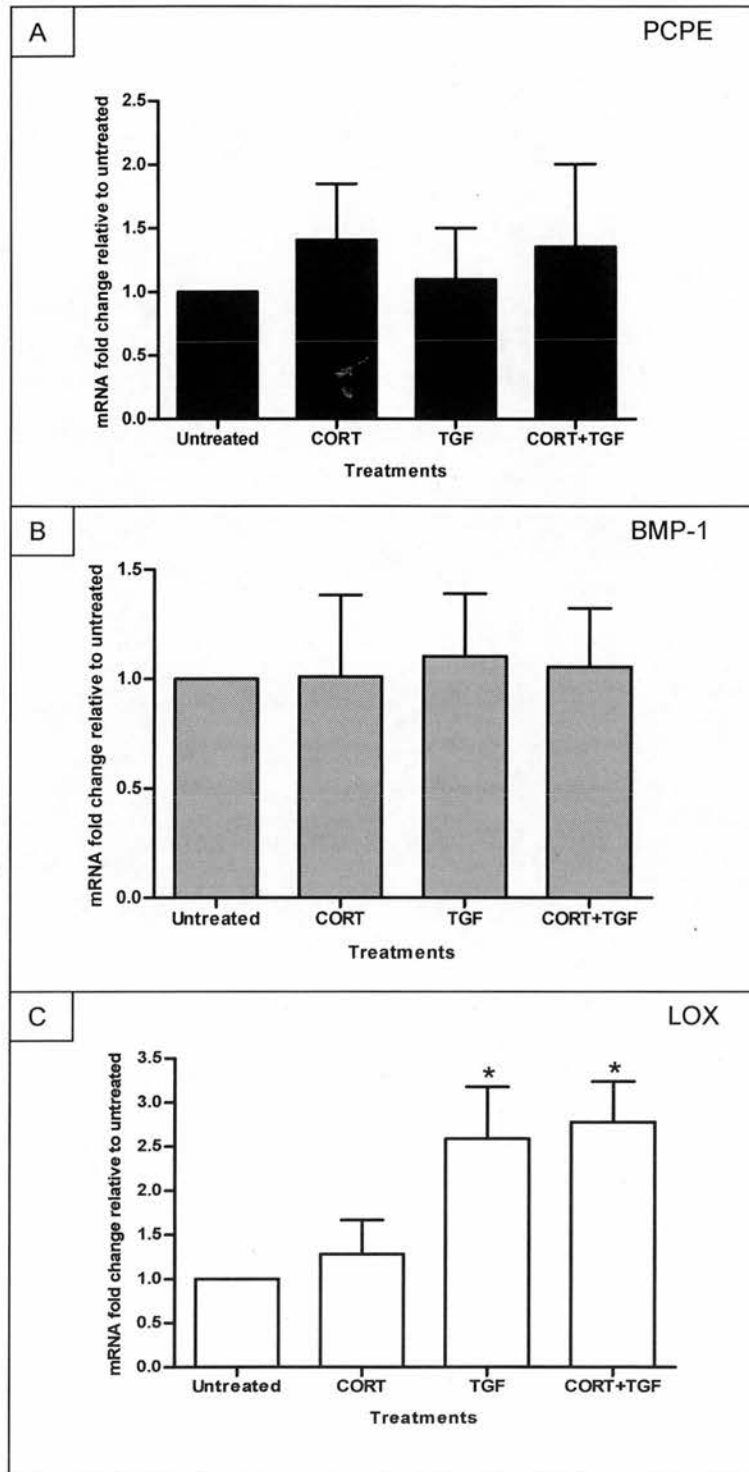 A
PCPE
mRNA fold change relative to untreated
2.5
2.0
1.5
1.0
0.5
0.0
Untreated CORT TGF CORT+TGF
Treatments
B
BMP-1
mRNA fold change relative to untreated
1.5
1.0
0.5
0.0
Untreated CORT TGF CORT+TGF
Treatments
C
LOX
mRNA fold change relative to untreated
3.5
3.0
2.5
2.0
1.5
1.0
0.5
0.0
* *
Untreated CORT TGF CORT+TGF
Treatments